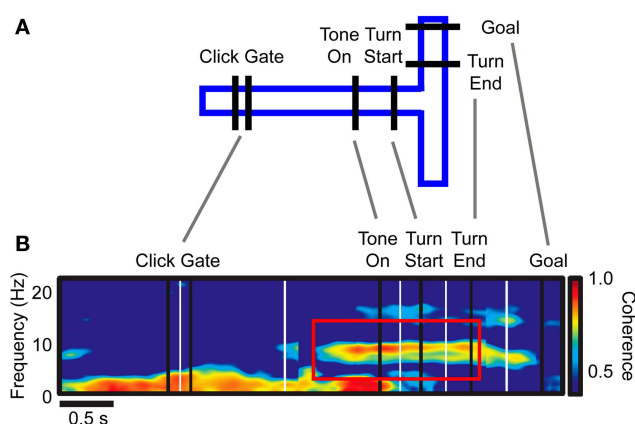 A
Goal
Tone Turn
Click Gate On Start
Turn
End
B
Tone Turn Turn
Click Gate On Start End Goal
20
10
0
Frequency (Hz)
1.0
0.5
Coherence
0.5 s